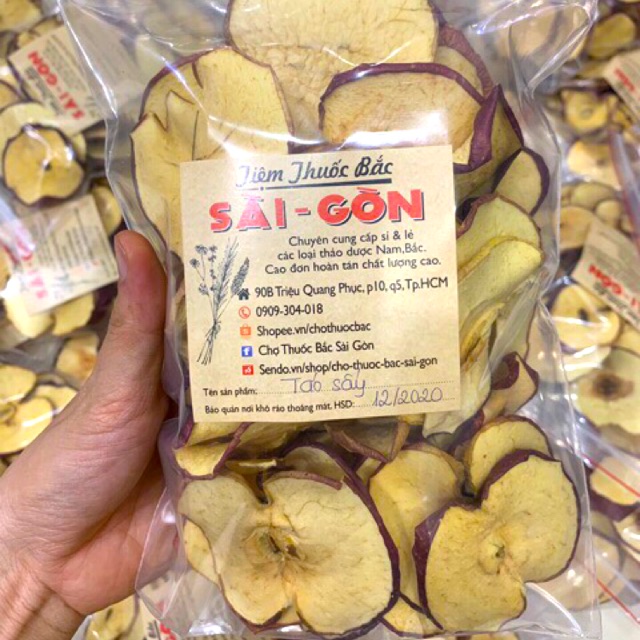 Tiệm Thuốc Bắc
SÀI-GÒN
Chuyên cung cấp sỉ & lẻ
các loại thảo dược Nam,Bắc.
Cao đơn hoàn tán chất lượng cao.
90B Triệu Quang Phục, p10, q5,Tp.HCM
0909-304-018
Shopee.vn/chothuocbac
Chợ Thuốc Bắc Sài Gòn
Sendo.vn/shop/cho-thuoc-bac-sai-gon
Tên sản phẩm: Táo sấy
Bảo quản nơi khô ráo thoáng mát. HSD: 12/2020
SÀI-GÒN